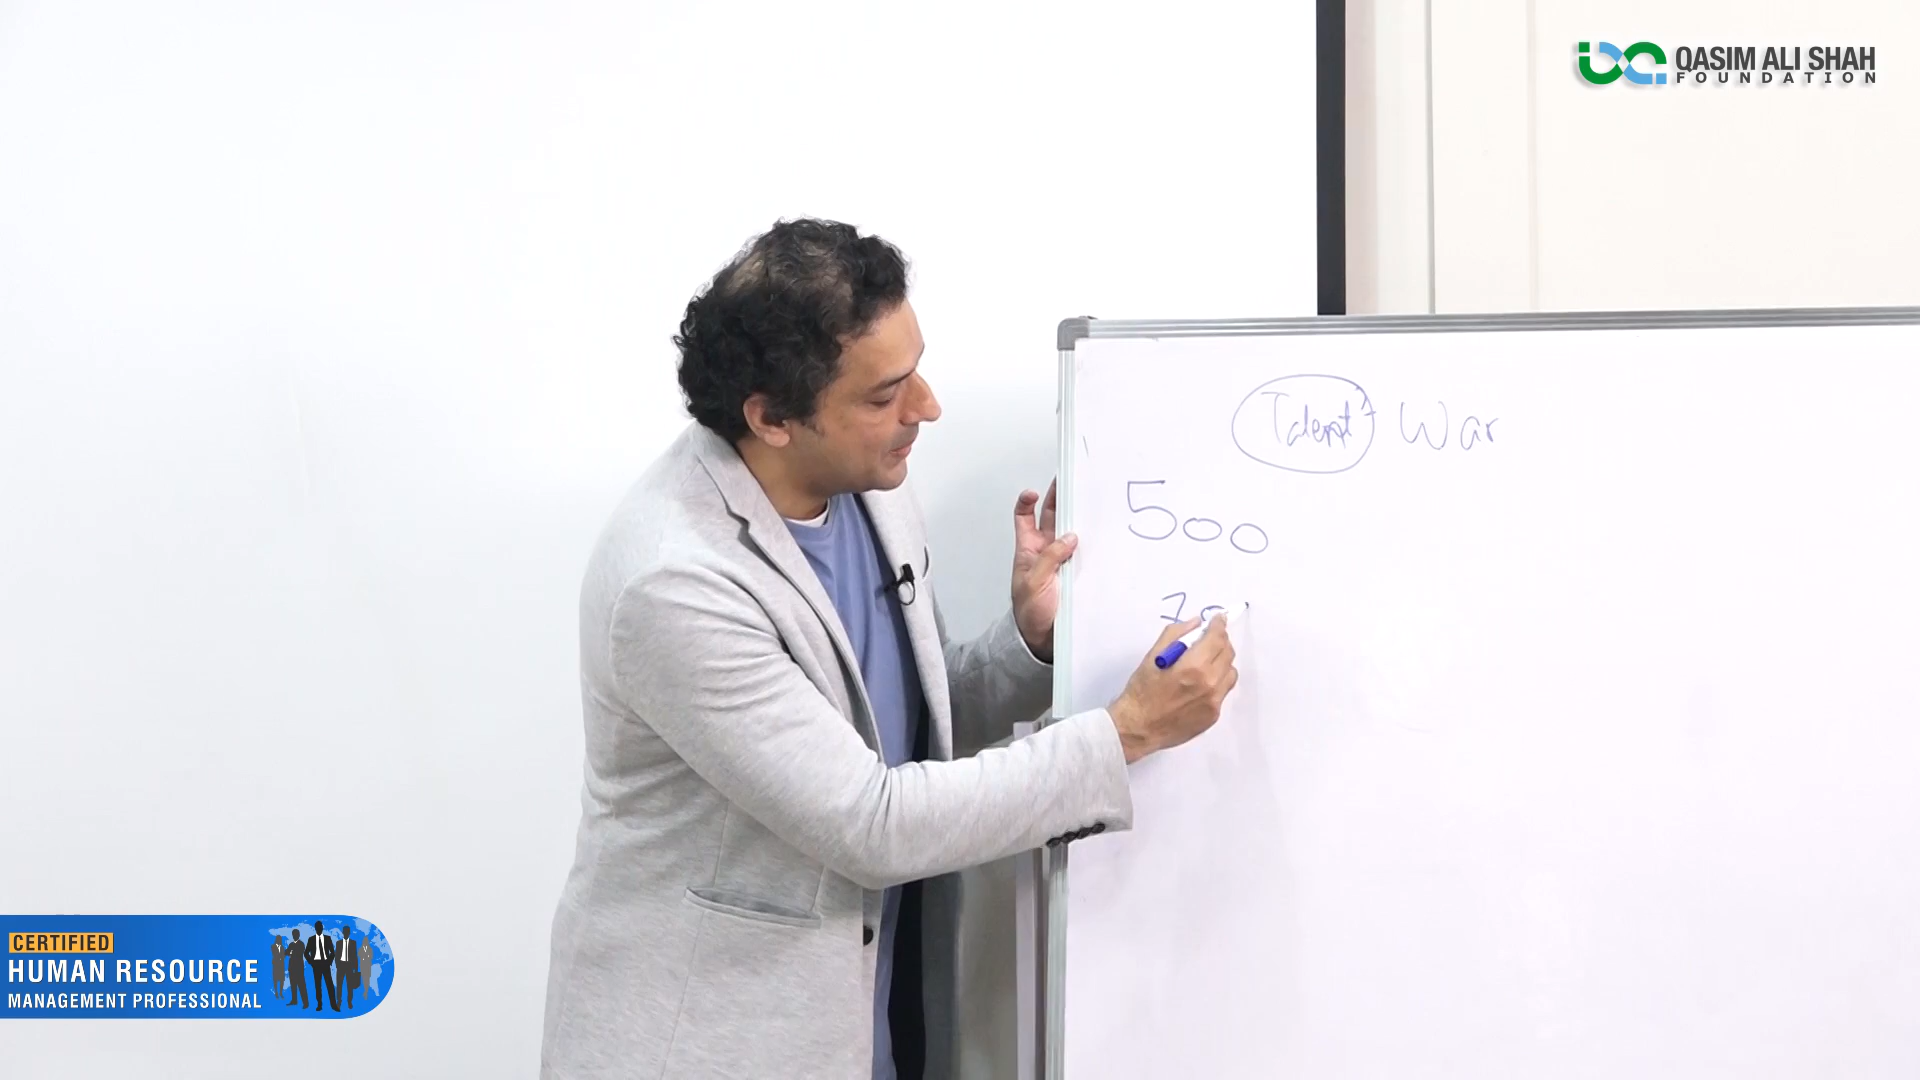 QASIM ALI SHAH
FOUNDATION
Talent War
500
CERTIFIED
HUMAN RESOURCE
MANAGEMENT PROFESSIONAL